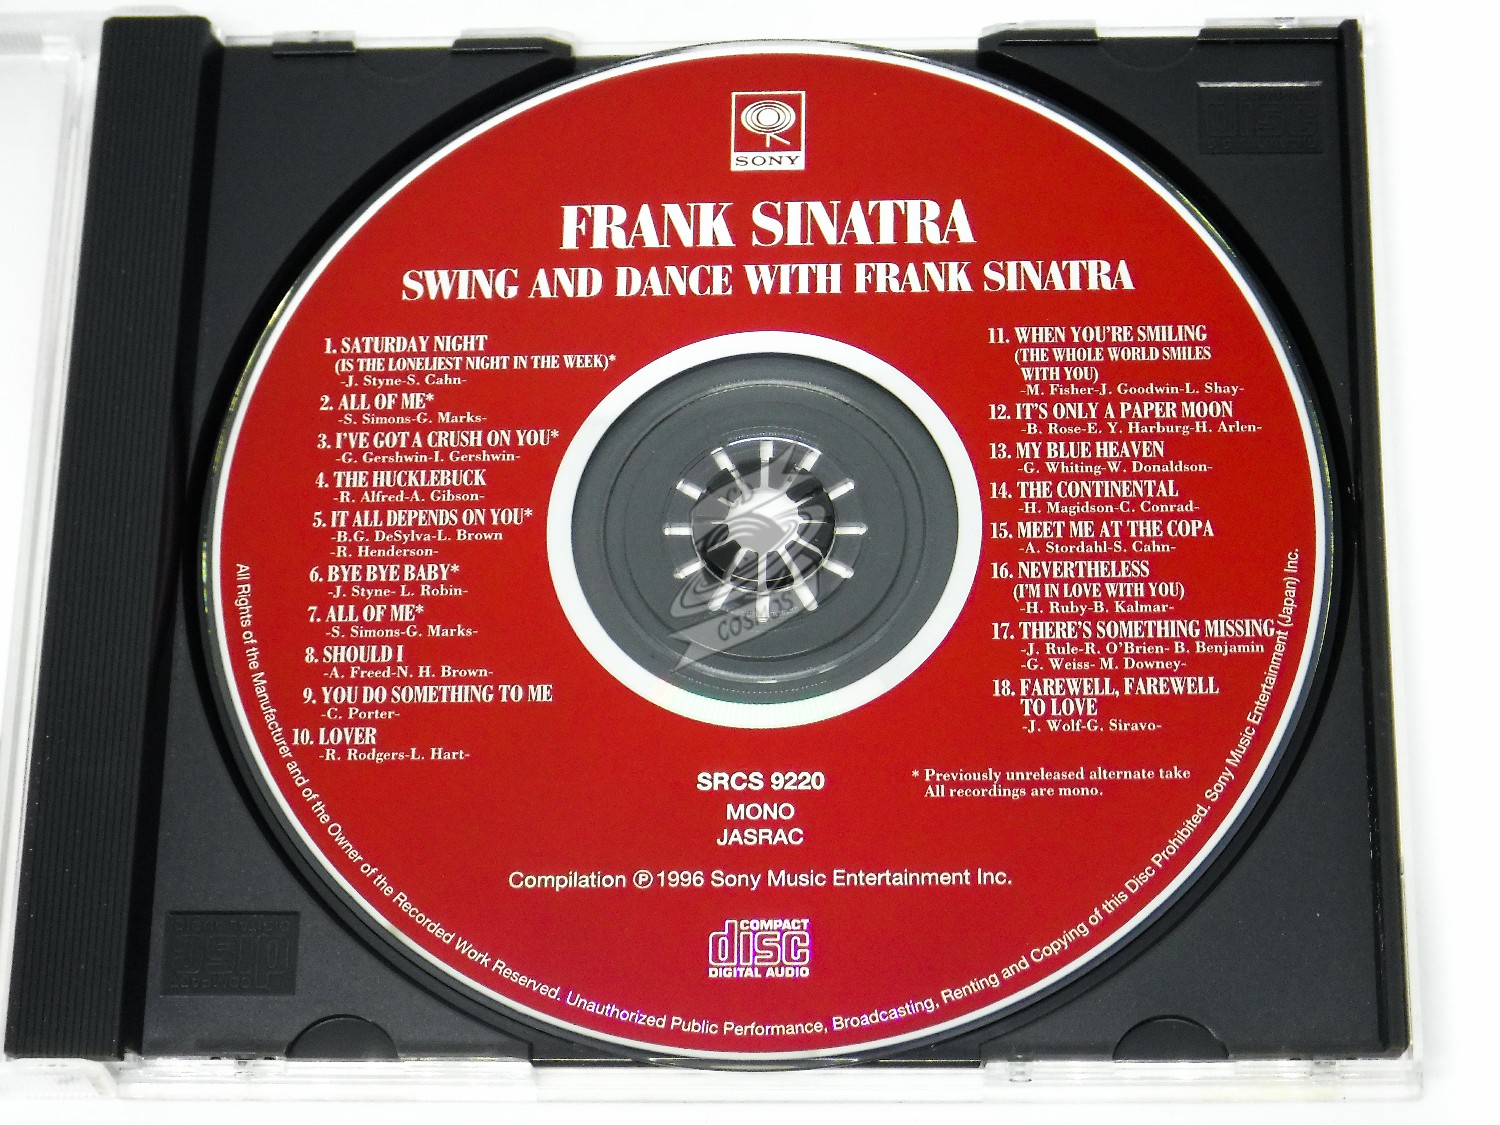 SONY
FRANK SINATRA
SWING AND DANCE WITH FRANK SINATRA
1. SATURDAY NIGHT
(IS THE LONELIEST NIGHT IN THE WEEK)*
-J. Styne-S. Cahn-
2. ALL OF ME*
-S. Simons-G. Marks-
3. I'VE GOT A CRUSH ON YOU*
-G. Gershwin-I. Gershwin-
4. THE HUCKLEBUCK
-R. Alfred-A. Gibson-
5. IT ALL DEPENDS ON YOU*
-B.G. DeSylva-L. Brown
-R. Henderson-
6. BYE BYE BABY*
-J. Styne- L. Robin-
7. ALL OF ME*
-S. Simons-G. Marks-
8. SHOULD I
-A. Freed-N. H. Brown-
9. YOU DO SOMETHING TO ME
-C. Porter-
10. LOVER
-R. Rodgers-L. Hart-
11. WHEN YOU'RE SMILING
(THE WHOLE WORLD SMILES
WITH YOU)
-M. Fisher-J. Goodwin-L. Shay-
12. IT'S ONLY A PAPER MOON
-B. Rose-E. Y. Harburg-H. Arlen-
13. MY BLUE HEAVEN
-G. Whiting-W. Donaldson-
14. THE CONTINENTAL
-H. Magidson-C. Conrad-
15. MEET ME AT THE COPA
-A. Stordahl-S. Cahn-
16. NEVERTHELESS
(I'M IN LOVE WITH YOU)
-H. Ruby-B. Kalmar-
17. THERE'S SOMETHING MISSING
-J. Rule-R. O'Brien- B. Benjamin
-G. Weiss- M. Downey-
18. FAREWELL, FAREWELL
TO LOVE
-J. Wolf-G. Siravo-
* Previously unreleased alternate take
All recordings are mono.
SRCS 9220
MONO
JASRAC
Compilation ℗1996 Sony Music Entertainment Inc.
COMPACT
disc
DIGITAL AUDIO
All Rights of the Manufacturer and of the Owner of the Recorded Work Reserved. Unauthorized Public Performance, Broadcasting, Renting and Copying of this Disc Prohibited. Sony Music Entertainment (Japan) Inc.
COSMOS